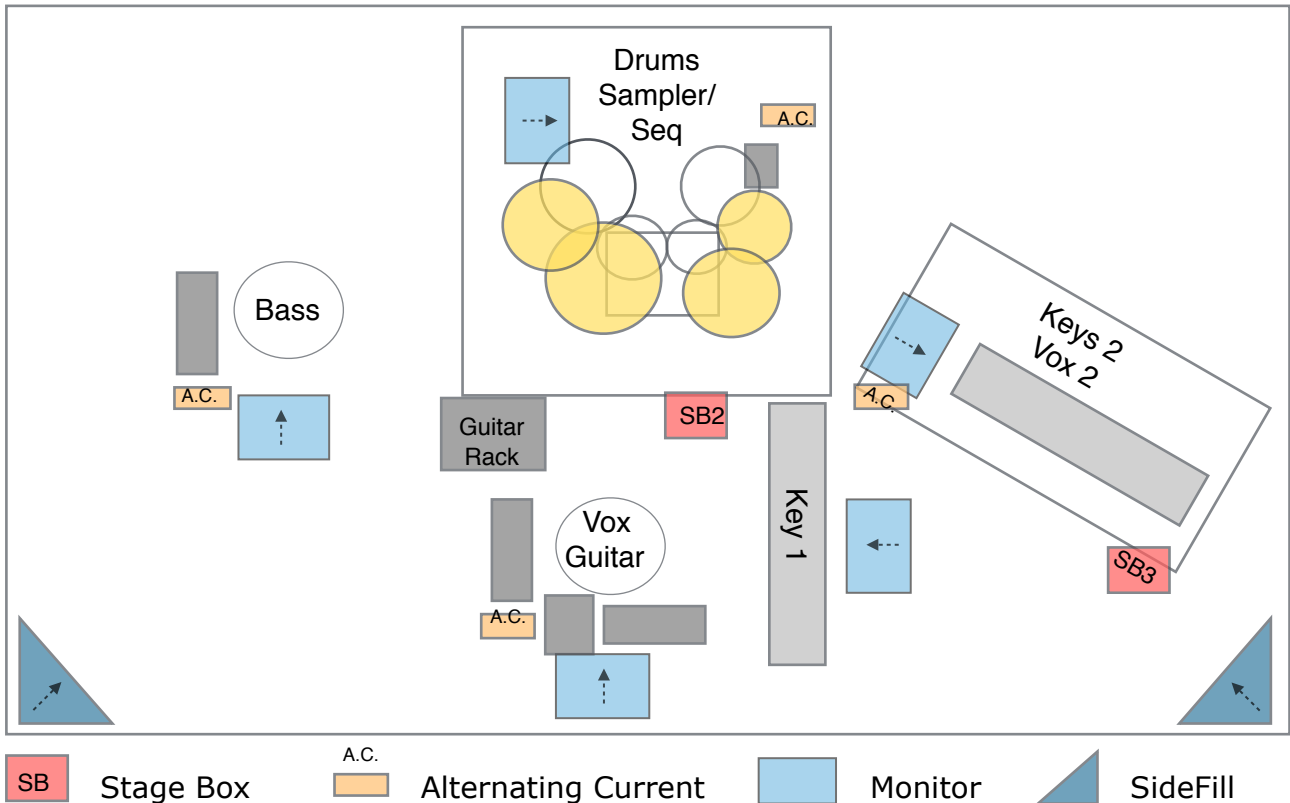 Drums
Sampler/
Seq
A.C.
Bass
A.C.
Keys 2
Vox 2
A.C.
Guitar
Rack
SB2
Key 1
Vox
Guitar
A.C.
SB3
SB
Stage Box
A.C.
Alternating Current
Monitor
SideFill